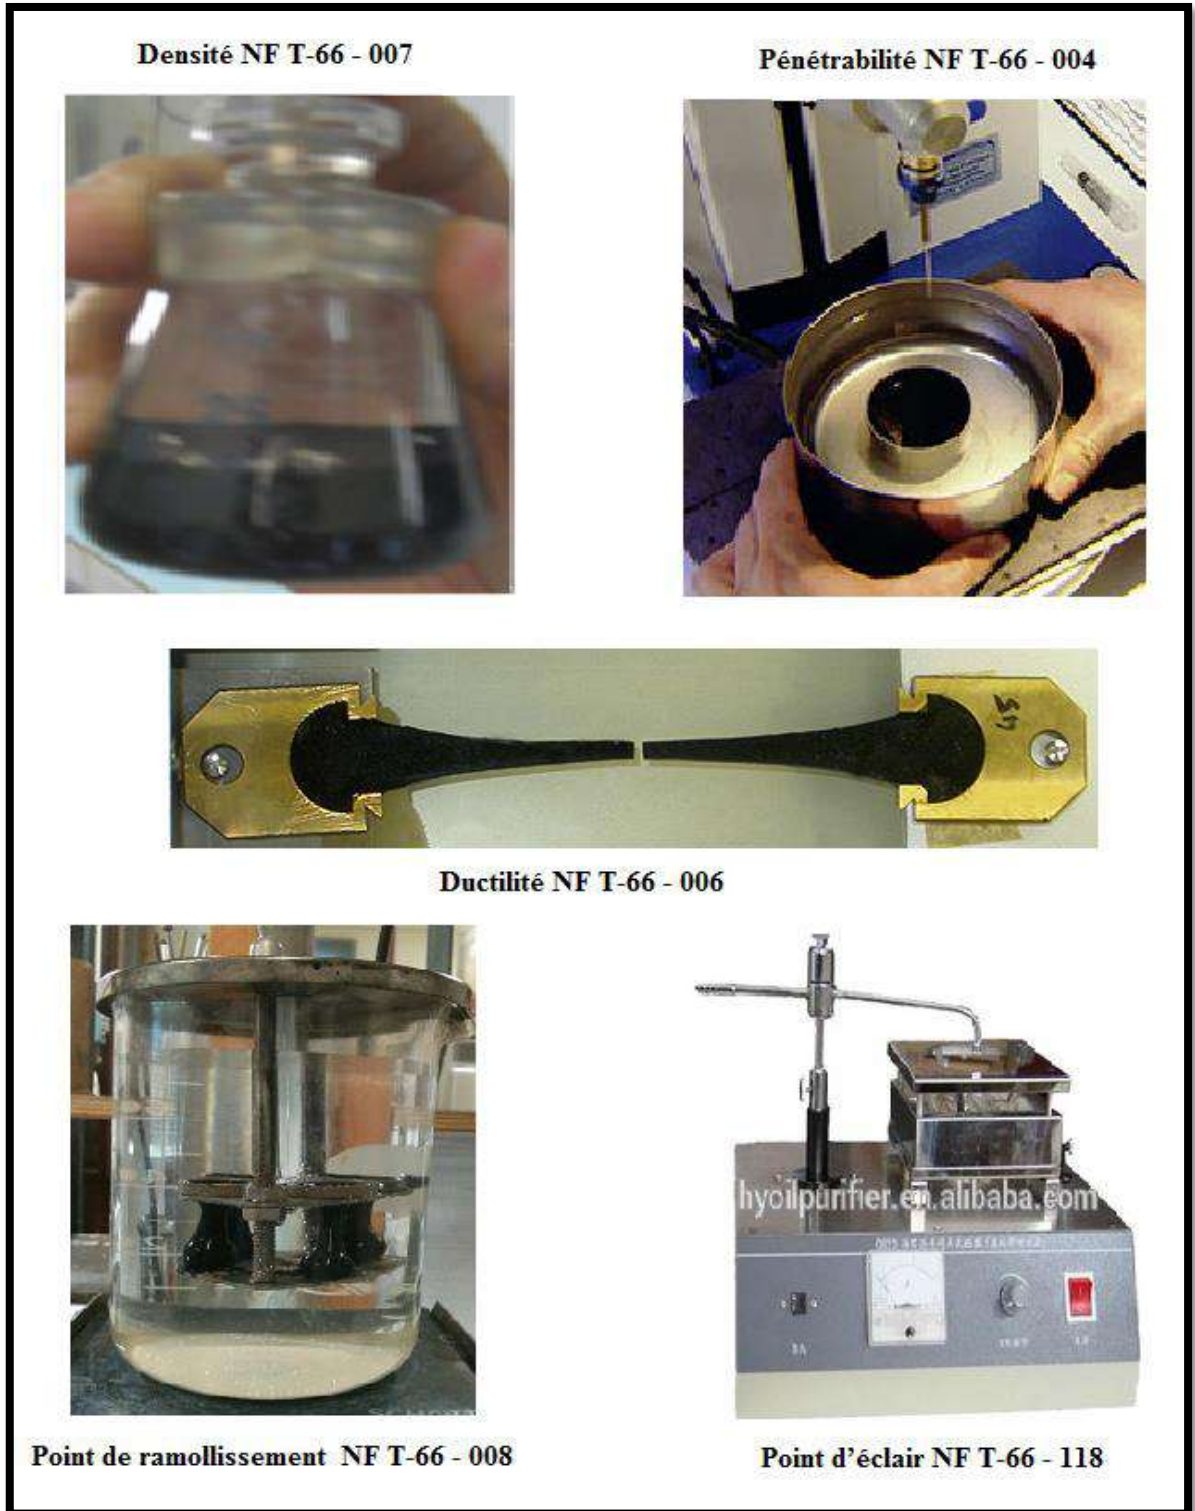 Densité NF T-66 - 007
Pénétrabilité NF T-66 - 004
Ductilité NF T-66 - 006
hyoilpurifier.en.alibaba.com
Point de ramollissement NF T-66 - 008
Point d’éclair NF T-66 - 118